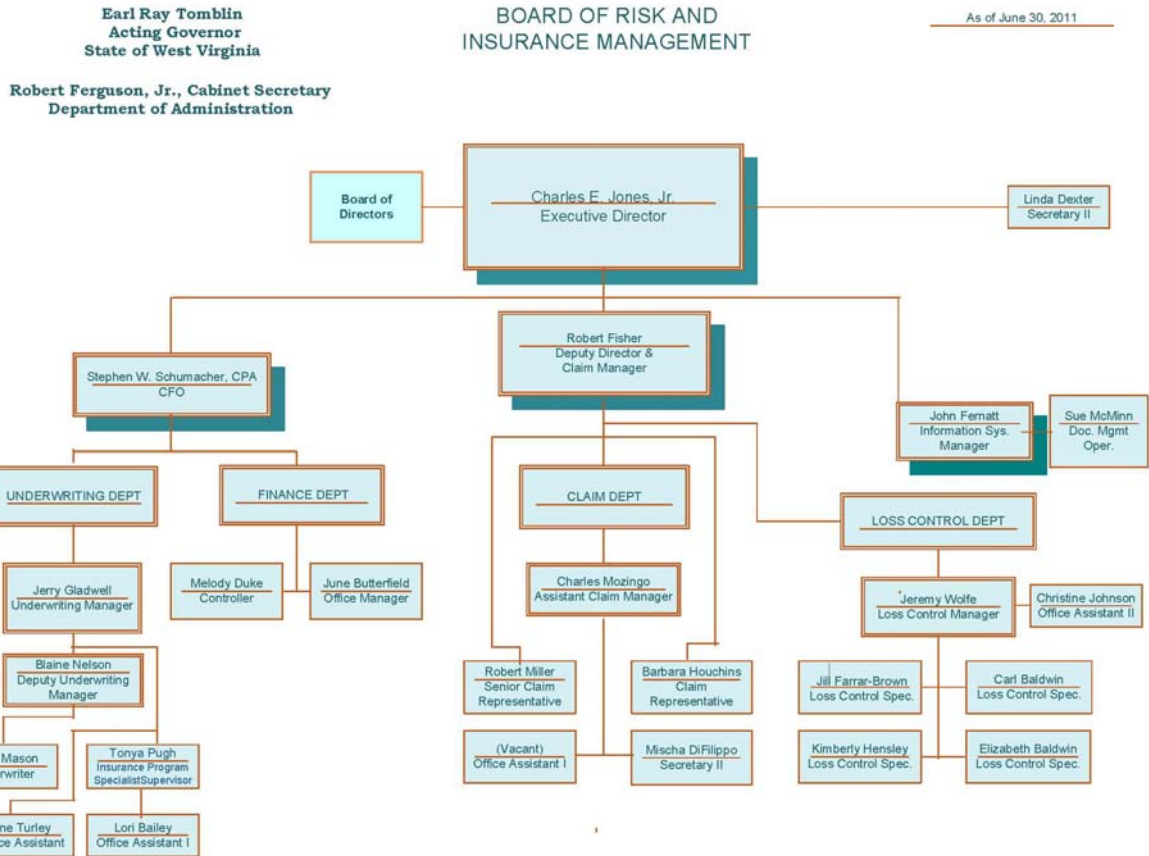 Earl Ray Tomblin
Acting Governor
State of West Virginia
Robert Ferguson, Jr., Cabinet Secretary
Department of Administration
BOARD OF RISK AND
INSURANCE MANAGEMENT
As of June 30, 2011
Board of
Directors
Charles E. Jones, Jr.
Executive Director
Linda Dexter
Secretary II
Robert Fisher
Deputy Director &
Claim Manager
Stephen W. Schumacher, CPA
CFO
John Fernatt
Information Sys.
Manager
Sue McMinn
Doc. Mgmt
Oper.
UNDERWRITING DEPT
FINANCE DEPT
CLAIM DEPT
LOSS CONTROL DEPT
Jerry Gladwell
Underwriting Manager
Melody Duke
Controller
June Butterfield
Office Manager
Charles Mozingo
Assistant Claim Manager
Jeremy Wolfe
Loss Control Manager
Christine Johnson
Office Assistant II
Blaine Nelson
Deputy Underwriting
Manager
Robert Miller
Senior Claim
Representative
Barbara Houchins
Claim
Representative
Jill Farrar-Brown
Loss Control Spec.
Carl Baldwin
Loss Control Spec.
Mason
Tonya Pugh
Insurance Program
SpecialistSupervisor
(Vacant)
Office Assistant I
Mischa DiFilippo
Secretary II
Kimberly Hensley
Loss Control Spec.
Elizabeth Baldwin
Loss Control Spec.
Turley
Assistant
Lori Bailey
Office Assistant I